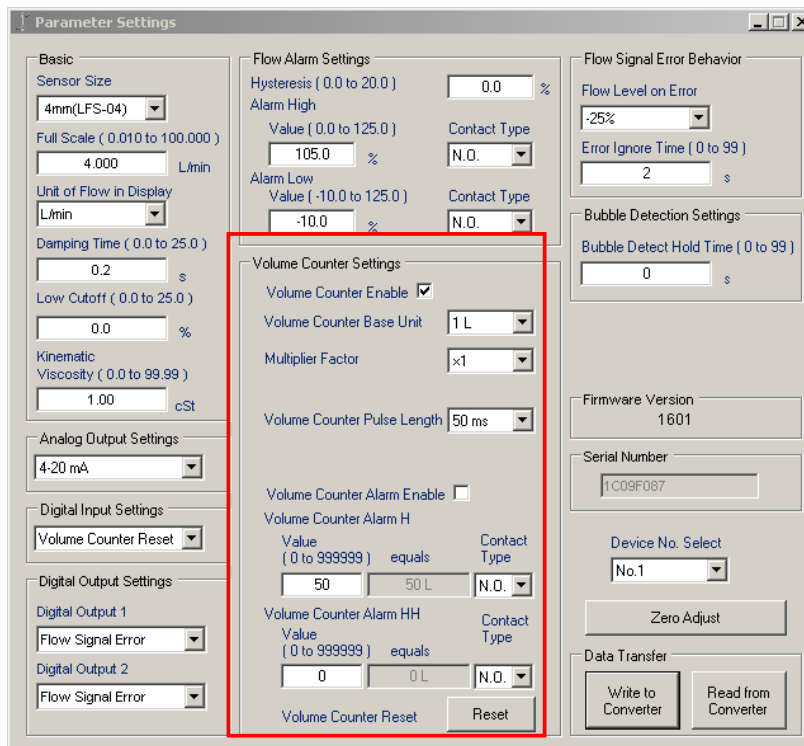 Parameter Settings
Basic
Sensor Size
4mm(LFS-04)
Full Scale ( 0.010 to 100.000 )
4.000 L/min
Unit of Flow in Display
L/min
Damping Time ( 0.0 to 25.0 )
0.2 s
Low Cutoff ( 0.0 to 25.0 )
0.0 %
Kinematic
Viscosity ( 0.0 to 99.99 )
1.00 cSt
Analog Output Settings
4-20 mA
Digital Input Settings
Volume Counter Reset
Digital Output Settings
Digital Output 1
Flow Signal Error
Digital Output 2
Flow Signal Error
Flow Alarm Settings
Hysteresis ( 0.0 to 20.0 ) 0.0 %
Alarm High
Value ( 0.0 to 125.0 ) Contact Type
105.0 % N.O.
Alarm Low
Value ( -10.0 to 125.0 ) Contact Type
-10.0 % N.O.
Volume Counter Settings
Volume Counter Enable
Volume Counter Base Unit 1 L
Multiplier Factor ×1
Volume Counter Pulse Length 50 ms
Volume Counter Alarm Enable
Volume Counter Alarm H
Value Contact
( 0 to 999999 ) equals Type
50 50 L N.O.
Volume Counter Alarm HH Contact
Value Type
( 0 to 999999 ) equals
0 0 L N.O.
Volume Counter Reset Reset
Flow Signal Error Behavior
Flow Level on Error
-25%
Error Ignore Time ( 0 to 99 )
2 s
Bubble Detection Settings
Bubble Detect Hold Time ( 0 to 99 )
0 s
Firmware Version
1601
Serial Number
1C09F087
Device No. Select
No.1
Zero Adjust
Data Transfer
Write to Read from
Converter Converter